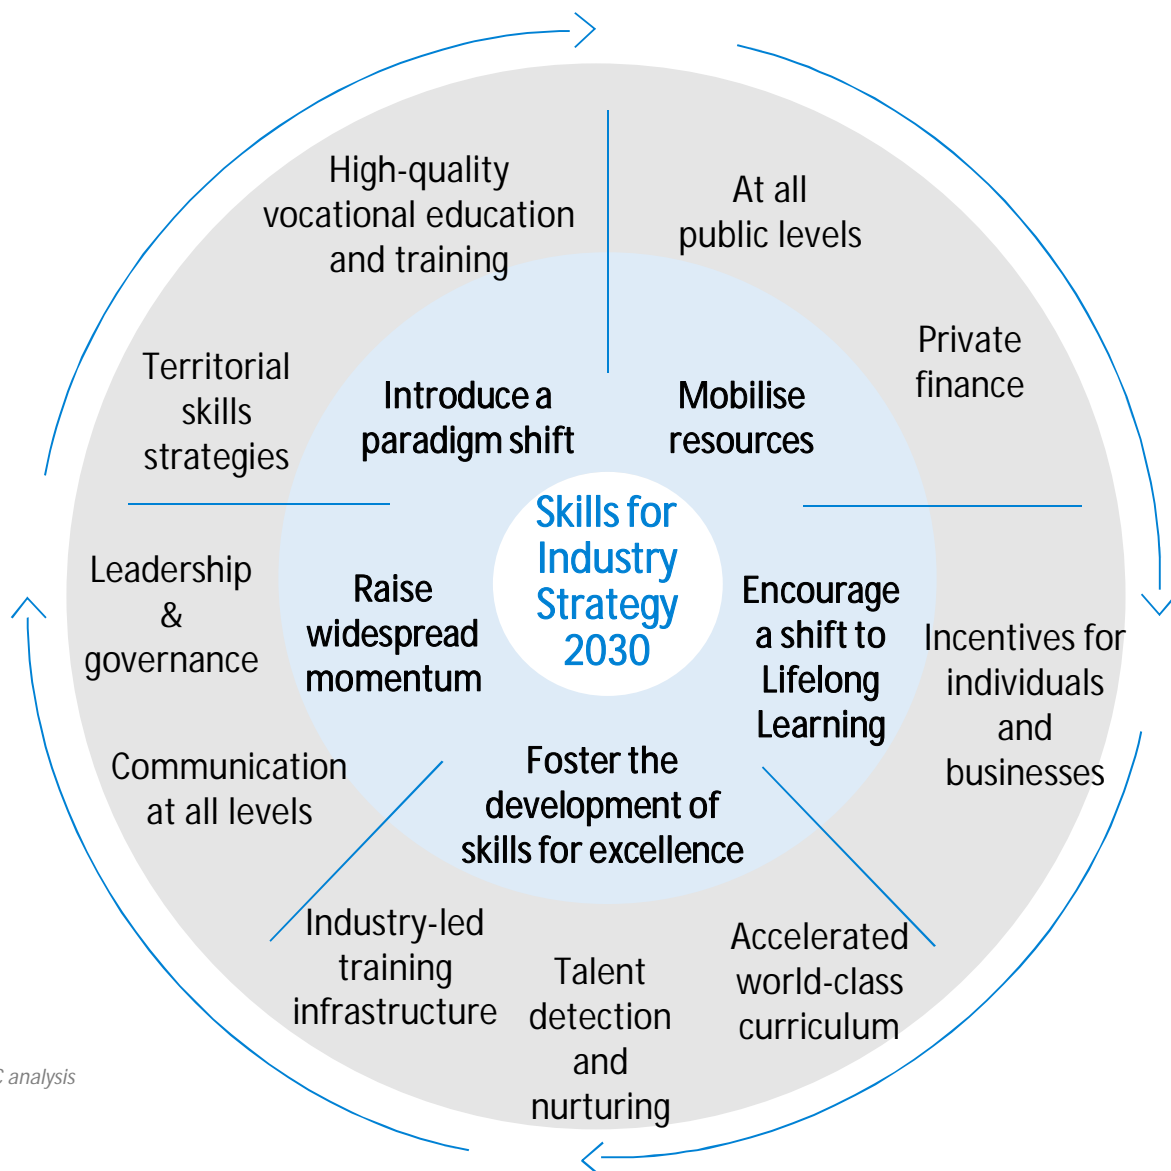 High-quality
vocational education
and training
At all
public levels
Private
finance
Territorial
skills
strategies
Introduce a
paradigm shift
Mobilise
resources
Skills for
Industry
Strategy
2030
Leadership
&
governance
Raise
widespread
momentum
Encourage
a shift to
Lifelong
Learning
Incentives for
individuals
and
businesses
Communication
at all levels
Foster the
development of
skills for excellence
Industry-led
training
infrastructure
Talent
detection
and
nurturing
Accelerated
world-class
curriculum
analysis